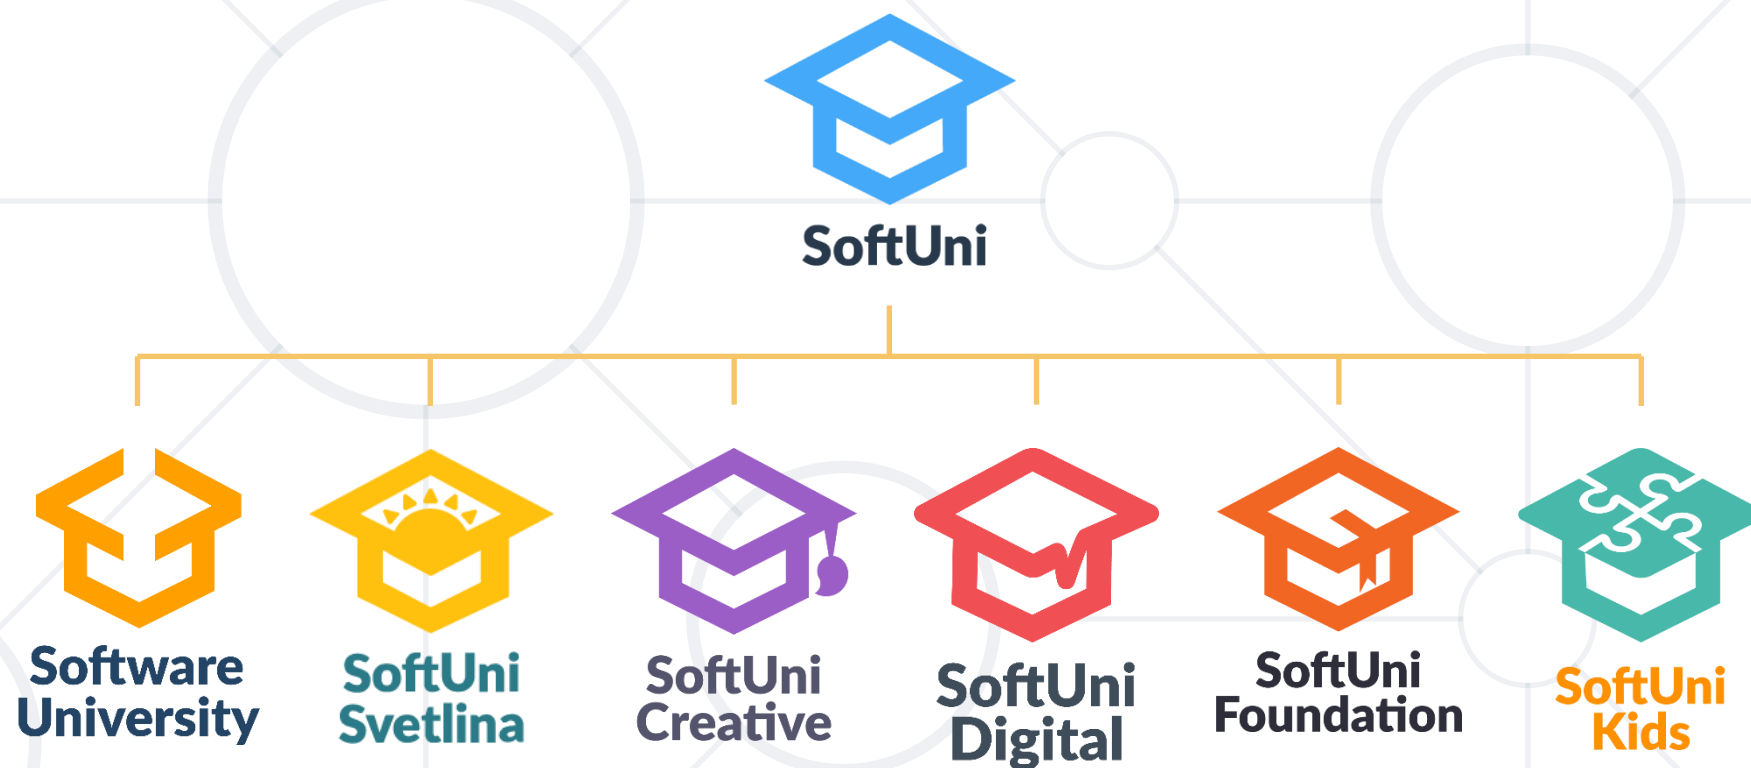 SoftUni
Software
University
SoftUni
Svetlina
SoftUni
Creative
SoftUni
Digital
SoftUni
Foundation
SoftUni
Kids